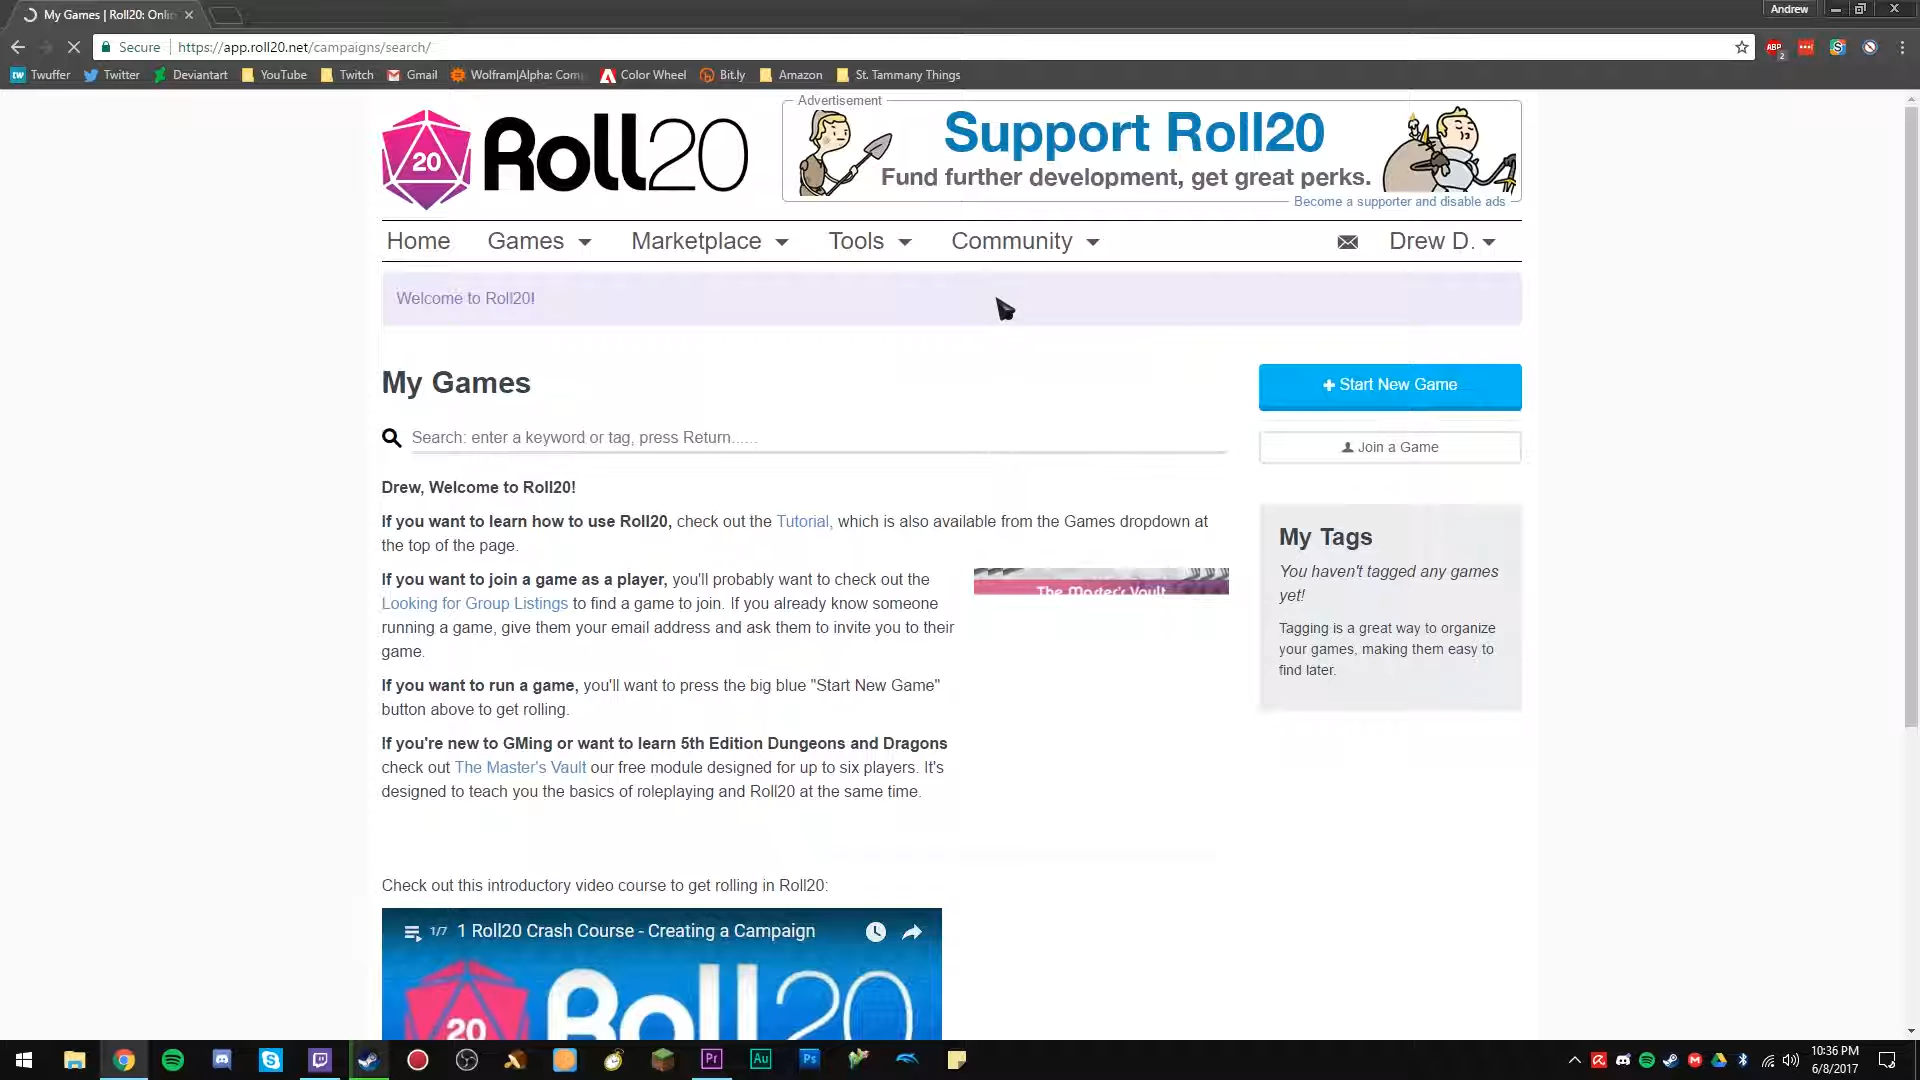 My Games | Roll20: Onlin
Andrew
Secure https://app.roll20.net/campaigns/search/
ABP 2
Twuffer Twitter Deviantart YouTube Twitch Gmail Wolfram|Alpha: Comp Color Wheel Bit.ly Amazon St. Tammany Things
Advertisement
20 Roll20
Support Roll20
Fund further development, get great perks.
Become a supporter and disable ads
Home Games Marketplace Tools Community Drew D.
Welcome to Roll20!
My Games
+ Start New Game
Search: enter a keyword or tag, press Return......
Join a Game
Drew, Welcome to Roll20!
If you want to learn how to use Roll20, check out the Tutorial, which is also available from the Games dropdown at
the top of the page.
If you want to join a game as a player, you'll probably want to check out the
Looking for Group Listings to find a game to join. If you already know someone
running a game, give them your email address and ask them to invite you to their
game.
The Master's Vault
If you want to run a game, you'll want to press the big blue "Start New Game"
button above to get rolling.
If you're new to GMing or want to learn 5th Edition Dungeons and Dragons
check out The Master's Vault our free module designed for up to six players. It's
designed to teach you the basics of roleplaying and Roll20 at the same time.
My Tags
You haven't tagged any games
yet!
Tagging is a great way to organize
your games, making them easy to
find later.
Check out this introductory video course to get rolling in Roll20:
1/7 1 Roll20 Crash Course - Creating a Campaign
20 Roll20
Pr Au Ps
10:36 PM
6/8/2017